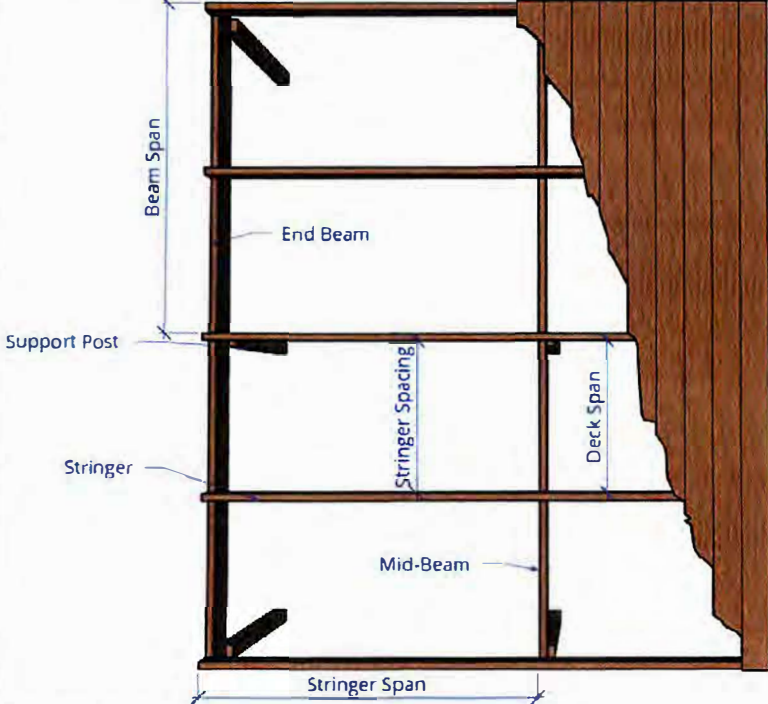 Beam Span
End Beam
Support Post
Stringer Spacing
Deck Span
Stringer
Mid-Beam
Stringer Span